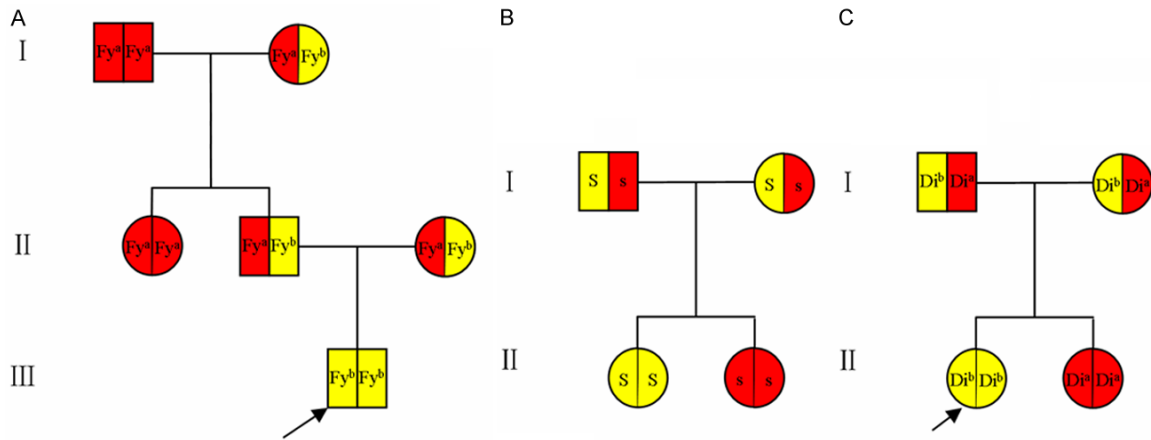 A
I
Fyᵃ Fyᵃ
Fyᵃ Fyᵇ
II
Fyᵃ Fyᵃ
Fyᵃ Fyᵇ
Fyᵃ Fyᵇ
III
Fyᵇ Fyᵇ
B
I
S s
S s
II
S S
s s
C
I
Diᵇ Diᵃ
Diᵇ Diᵃ
II
Diᵇ Diᵇ
Diᵃ Diᵃ